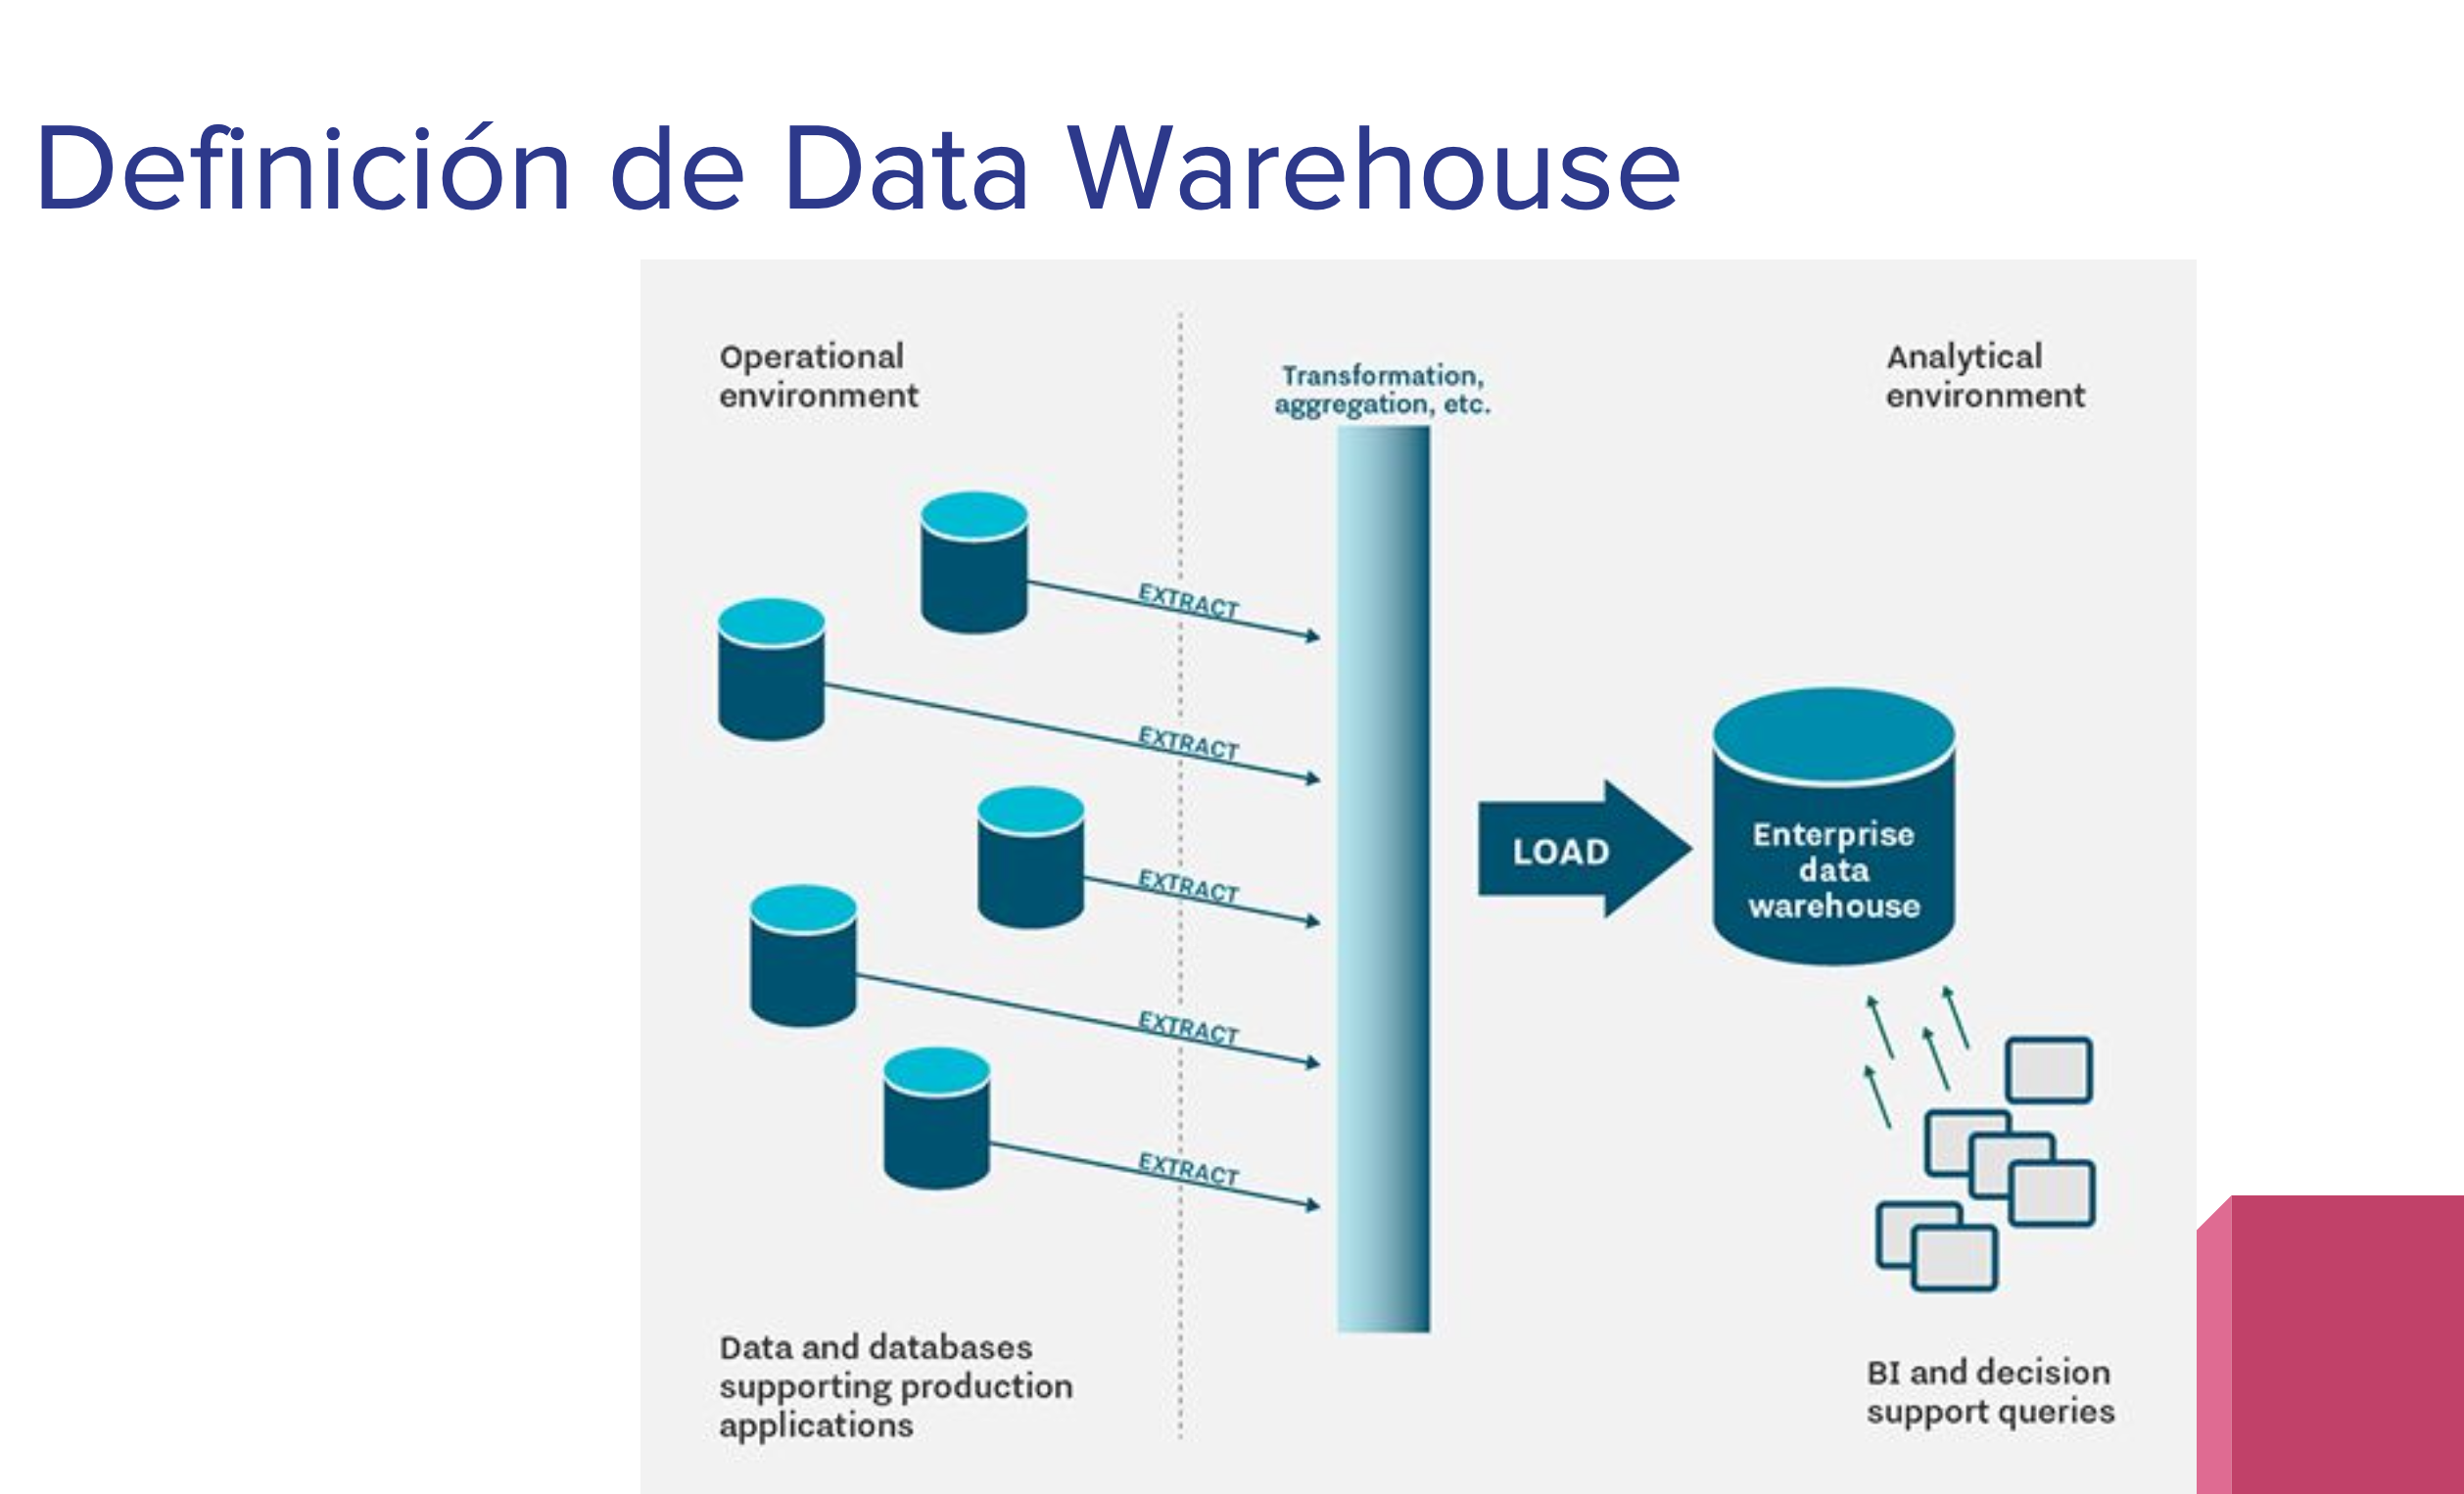 Definición de Data Warehouse
Operational
environment
Transformation,
aggregation, etc.
Analytical
environment
EXTRACT
EXTRACT
EXTRACT
EXTRACT
EXTRACT
LOAD
Enterprise
data
warehouse
Data and databases
supporting production
applications
BI and decision
support queries